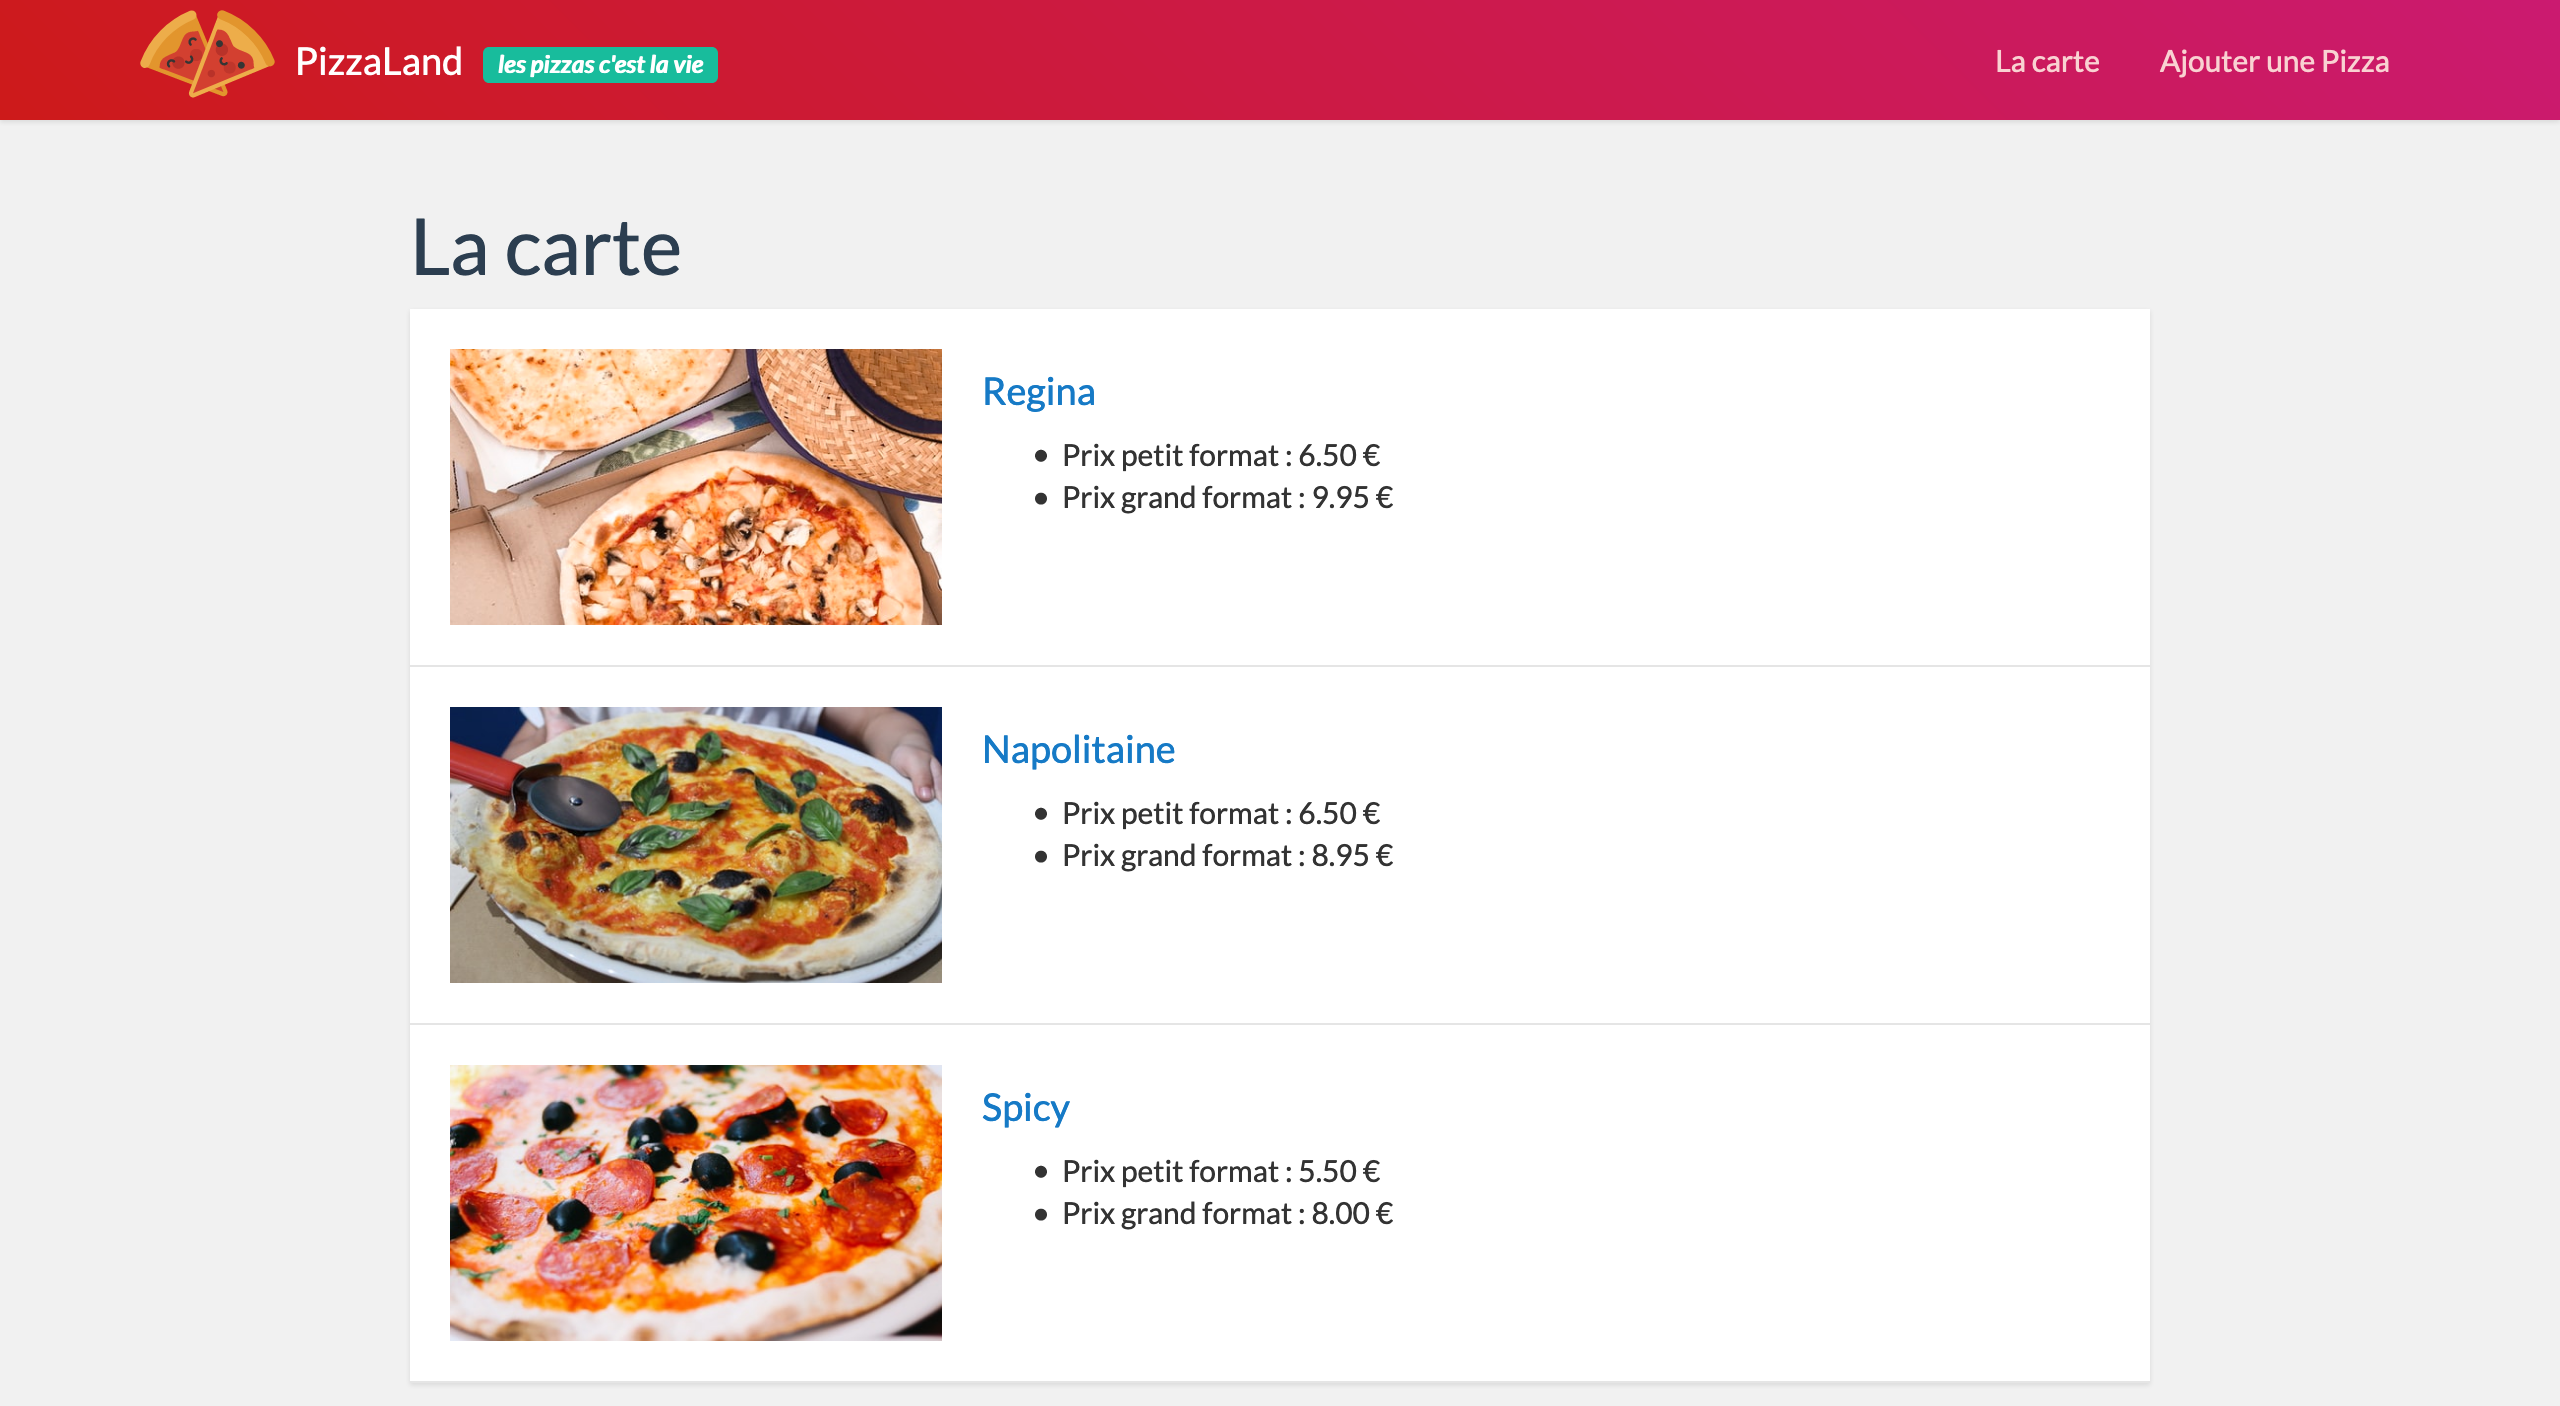 PizzaLand les pizzas c'est la vie La carte Ajouter une Pizza
La carte
Regina
Prix petit format : 6.50 €
Prix grand format : 9.95 €
Napolitaine
Prix petit format : 6.50 €
Prix grand format : 8.95 €
Spicy
Prix petit format : 5.50 €
Prix grand format : 8.00 €